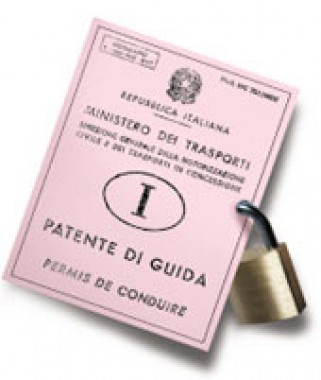 REPUBBLICA ITALIANA
MINISTERO DEI TRASPORTI
DIREZIONE GENERALE DELLA MOTORIZZAZIONE
CIVILE E DEI TRASPORTI IN CONCESSIONE
I
PATENTE DI GUIDA
PERMIS DE CONDUIRE